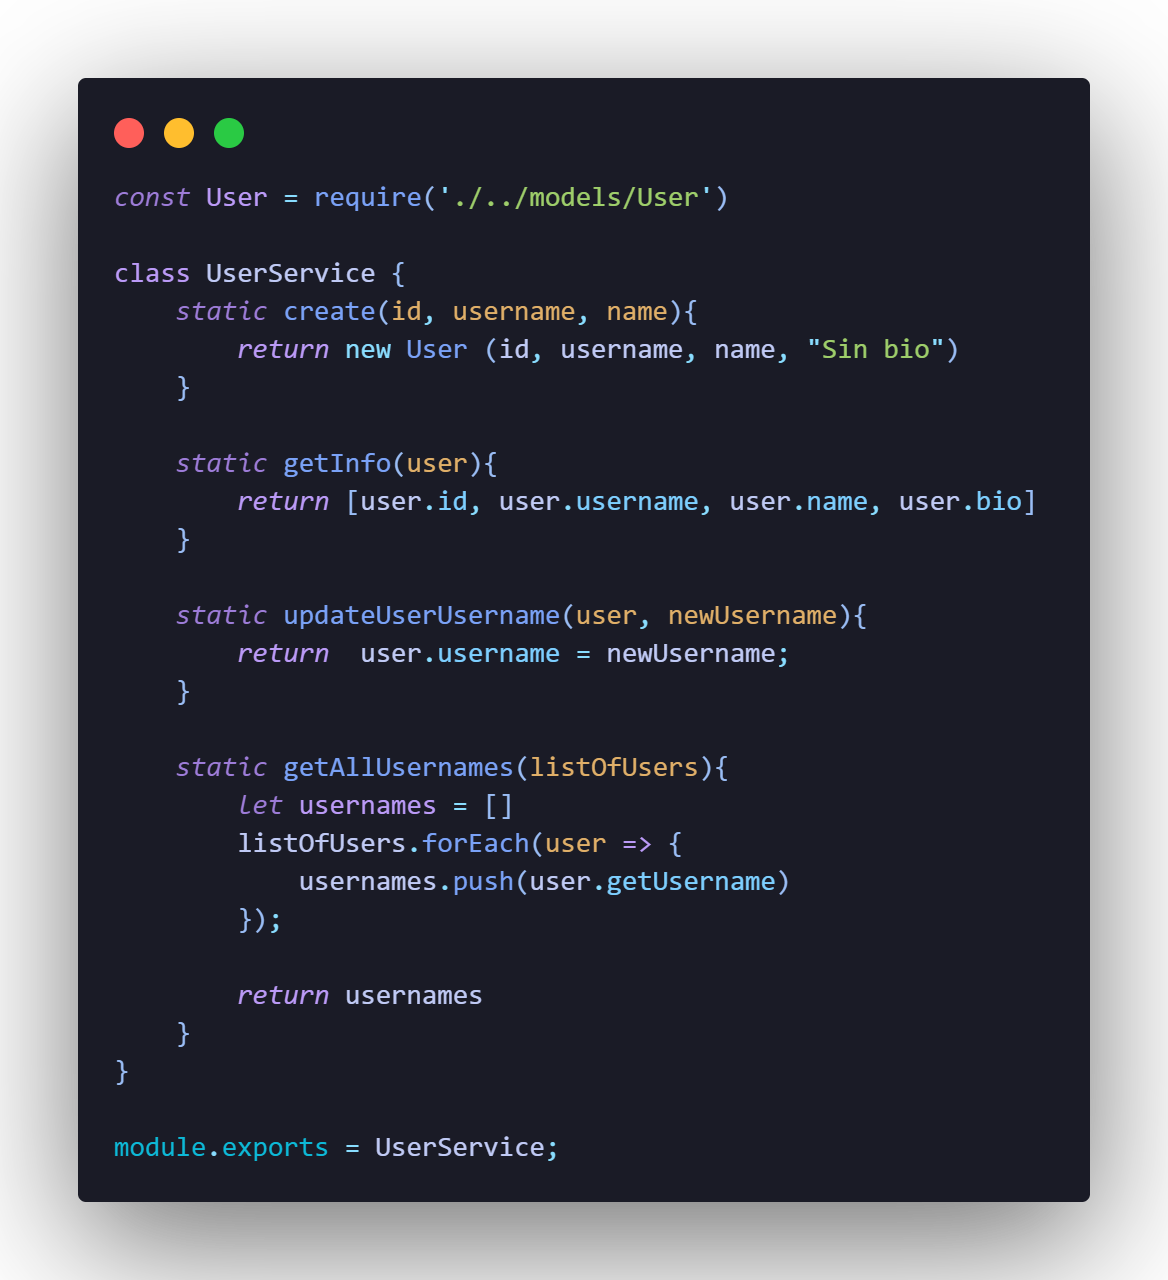 const User = require('./../models/User')
class UserService {
    static create(id, username, name){
        return new User (id, username, name, "Sin bio")
    }
    static getInfo(user){
        return [user.id, user.username, user.name, user.bio]
    }
    static updateUserUsername(user, newUsername){
        return  user.username = newUsername;
    }
    static getAllUsernames(listOfUsers){
        let usernames = []
        listOfUsers.forEach(user => {
            usernames.push(user.getUsername)
        });
        return usernames
    }
}
module.exports = UserService;